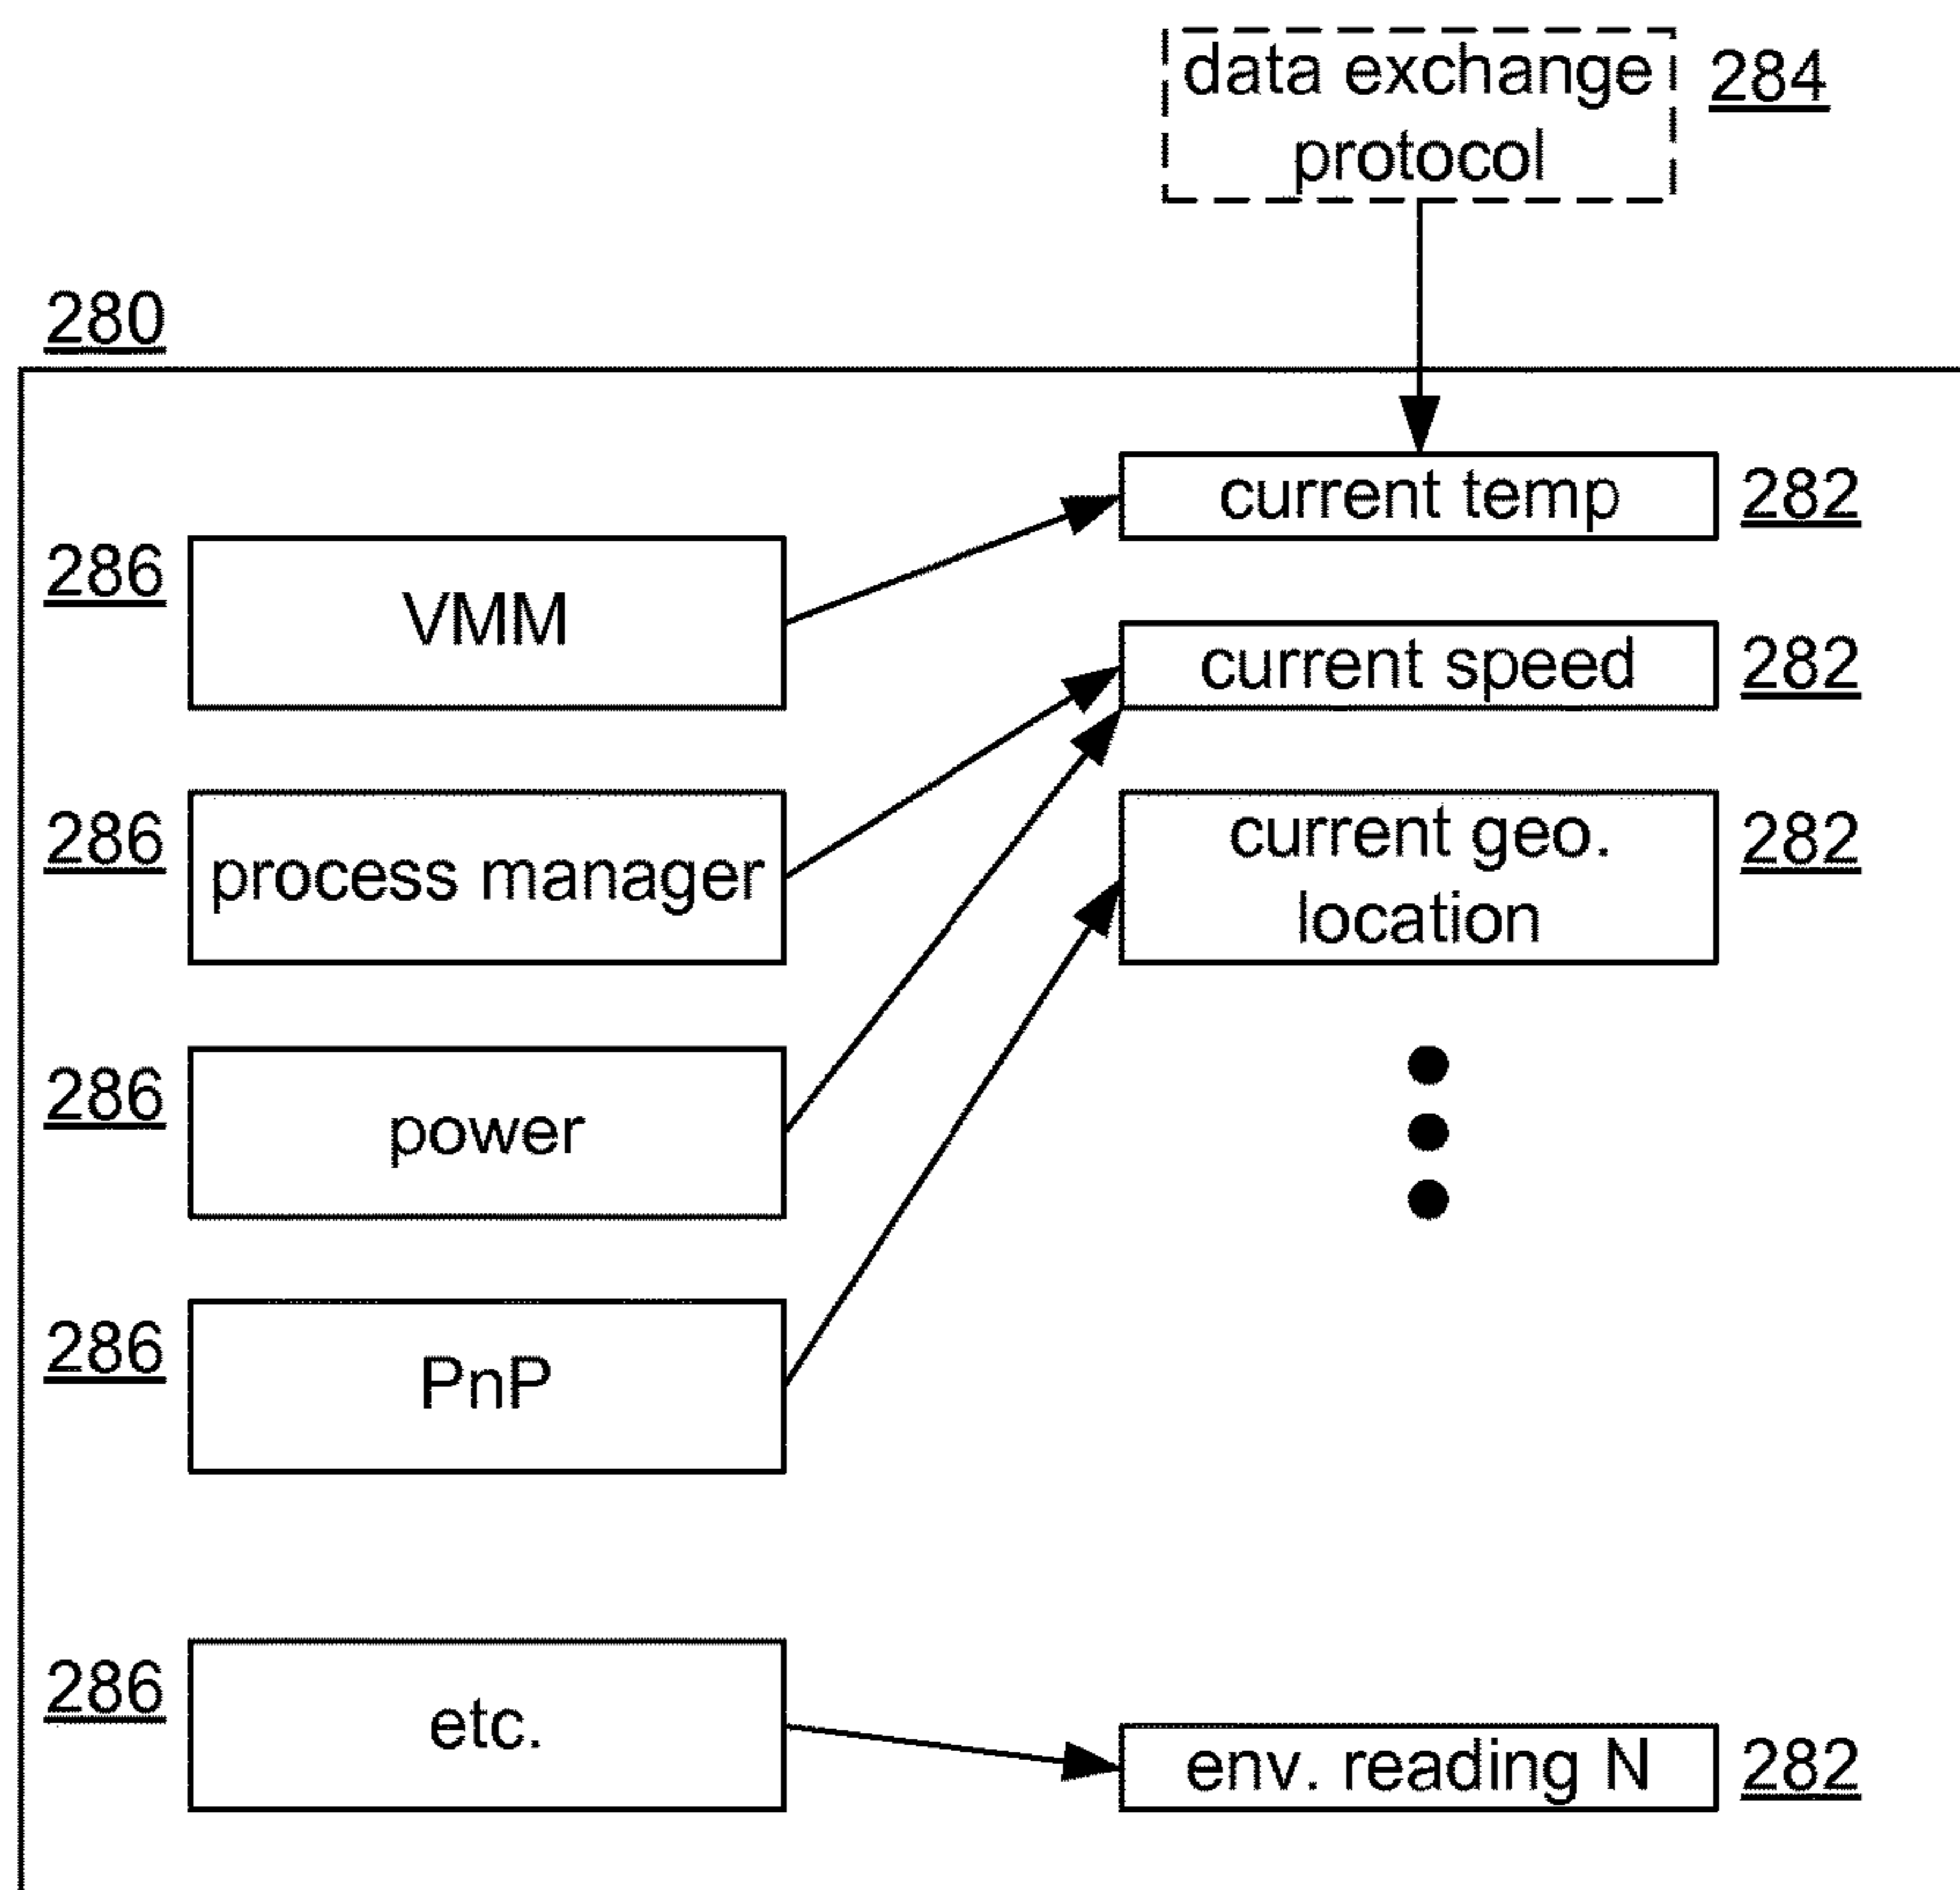 data exchange
protocol
284
280
current temp
282
286
VMM
current speed
282
286
process manager
current geo.
location
282
286
power
286
PnP
286
etc.
env. reading N
282